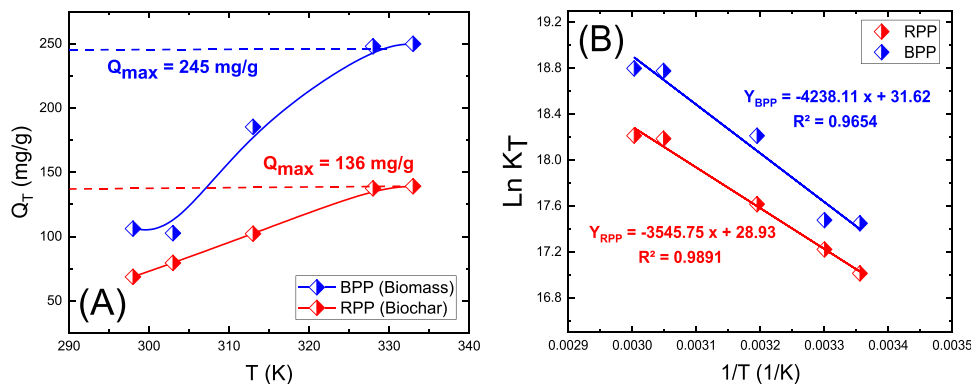 250
200
150
100
50
Q_T (mg/g)
Q_max = 245 mg/g
Q_max = 136 mg/g
(A)
BPP (Biomass)
RPP (Biochar)
290 300 310 320 330 340
T (K)
19.2
18.8
18.4
18.0
17.6
17.2
16.8
Ln K_T
(B)
RPP
BPP
Y_BPP = -4238.11 x + 31.62
R² = 0.9654
Y_RPP = -3545.75 x + 28.93
R² = 0.9891
0.0029 0.0030 0.0031 0.0032 0.0033 0.0034 0.0035
1/T (1/K)